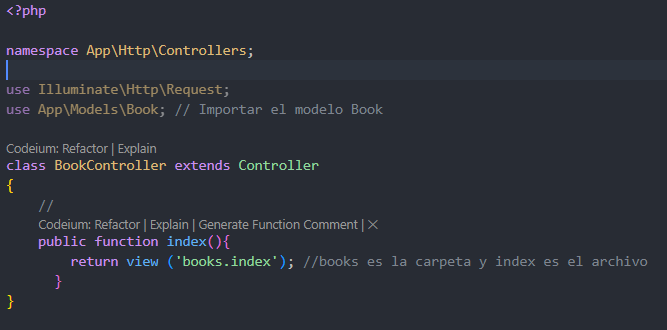 <?php
namespace App\Http\Controllers;
use Illuminate\Http\Request;
use App\Models\Book; // Importar el modelo Book
Codeium: Refactor | Explain
class BookController extends Controller
{
//
Codeium: Refactor | Explain | Generate Function Comment | ×
public function index(){
return view ('books.index'); //books es la carpeta y index es el archivo
}
}